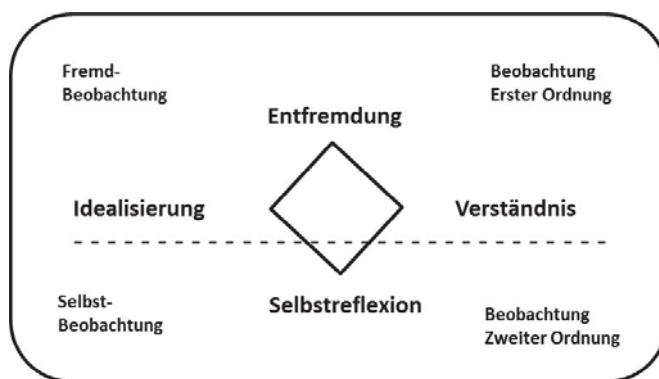 Fremd-
Beobachtung
Beobachtung
Erster Ordnung
Entfremdung
Idealisierung
Verständnis
Selbstreflexion
Selbst-
Beobachtung
Beobachtung
Zweiter Ordnung